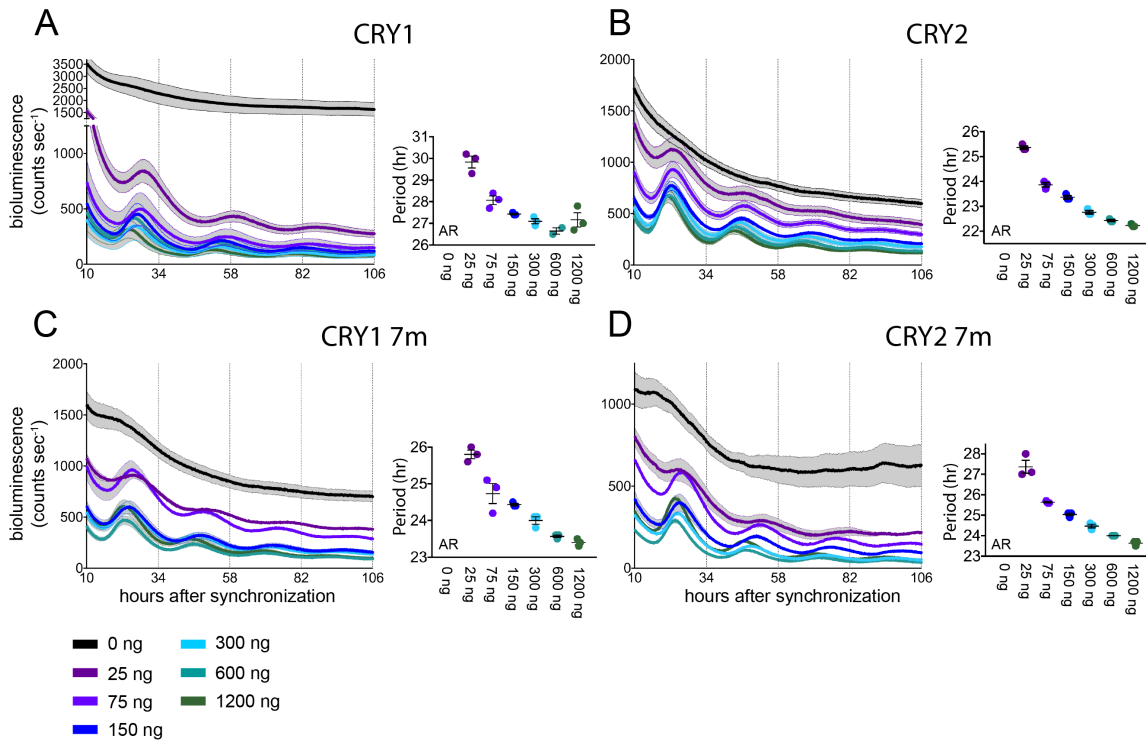 A
CRY1
bioluminescence
(counts sec-1)
3500
3000
2500
2000
1500
1000
500
0
10
34
58
82
106
Period (hr)
31
30
29
28
27
26
AR
0 ng
25 ng
75 ng
150 ng
300 ng
600 ng
1200 ng
B
CRY2
2000
1500
1000
500
0
10
34
58
82
106
Period (hr)
26
25
24
23
22
AR
0 ng
25 ng
75 ng
150 ng
300 ng
600 ng
1200 ng
C
CRY1 7m
bioluminescence
(counts sec-1)
2000
1500
1000
500
0
10
34
58
82
106
hours after synchronization
Period (hr)
26
25
24
23
AR
0 ng
25 ng
75 ng
150 ng
300 ng
600 ng
1200 ng
D
CRY2 7m
1000
500
0
10
34
58
82
106
hours after synchronization
Period (hr)
28
27
26
25
24
23
AR
0 ng
25 ng
75 ng
150 ng
300 ng
600 ng
1200 ng
0 ng
25 ng
75 ng
150 ng
300 ng
600 ng
1200 ng